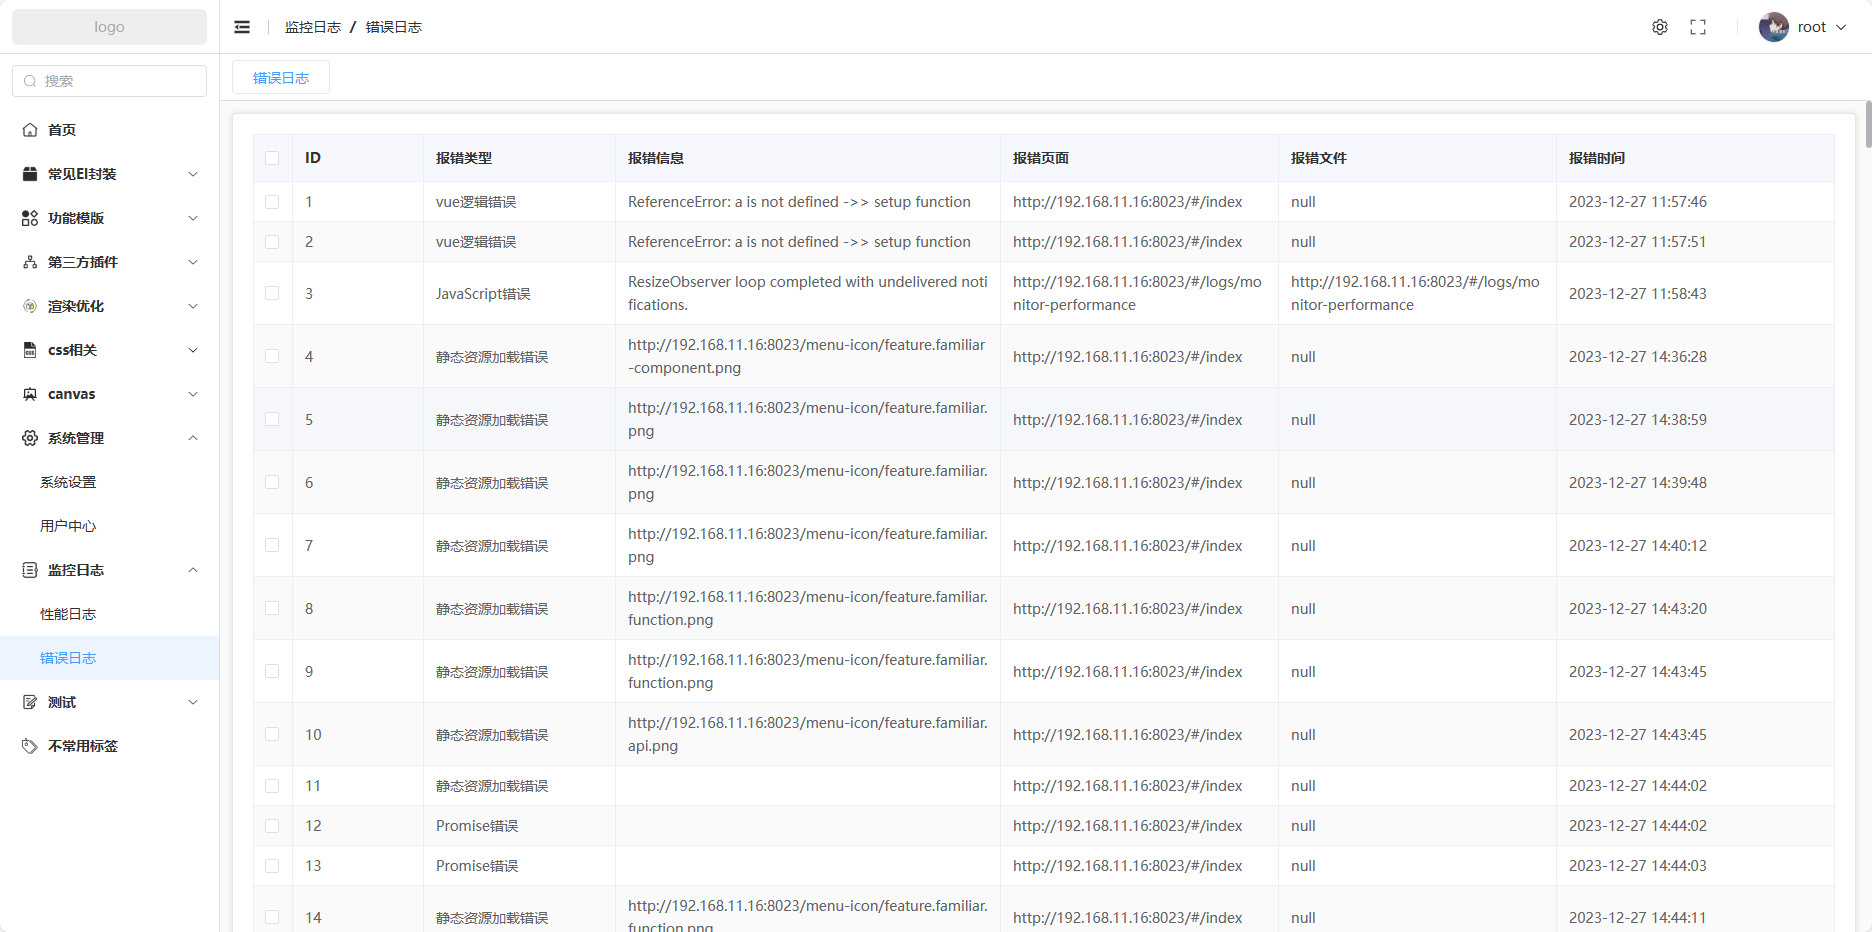 logo
监控日志 / 错误日志
root
搜索
错误日志
首页
常见El封装
功能模版
第三方插件
渲染优化
css相关
canvas
系统管理
系统设置
用户中心
监控日志
性能日志
错误日志
测试
不常用标签
ID 报错类型 报错信息 报错页面 报错文件 报错时间
1 vue逻辑错误 ReferenceError: a is not defined ->> setup function http://192.168.11.16:8023/#/index null 2023-12-27 11:57:46
2 vue逻辑错误 ReferenceError: a is not defined ->> setup function http://192.168.11.16:8023/#/index null 2023-12-27 11:57:51
3 JavaScript错误 ResizeObserver loop completed with undelivered noti http://192.168.11.16:8023/#/logs/mo http://192.168.11.16:8023/#/logs/mo 2023-12-27 11:58:43
fications. nitor-performance nitor-performance
4 静态资源加载错误 http://192.168.11.16:8023/menu-icon/feature.familiar http://192.168.11.16:8023/#/index null 2023-12-27 14:36:28
-component.png
5 静态资源加载错误 http://192.168.11.16:8023/menu-icon/feature.familiar. http://192.168.11.16:8023/#/index null 2023-12-27 14:38:59
png
6 静态资源加载错误 http://192.168.11.16:8023/menu-icon/feature.familiar. http://192.168.11.16:8023/#/index null 2023-12-27 14:39:48
png
7 静态资源加载错误 http://192.168.11.16:8023/menu-icon/feature.familiar. http://192.168.11.16:8023/#/index null 2023-12-27 14:40:12
png
8 静态资源加载错误 http://192.168.11.16:8023/menu-icon/feature.familiar. http://192.168.11.16:8023/#/index null 2023-12-27 14:43:20
function.png
9 静态资源加载错误 http://192.168.11.16:8023/menu-icon/feature.familiar. http://192.168.11.16:8023/#/index null 2023-12-27 14:43:45
function.png
10 静态资源加载错误 http://192.168.11.16:8023/menu-icon/feature.familiar. http://192.168.11.16:8023/#/index null 2023-12-27 14:43:45
api.png
11 静态资源加载错误 http://192.168.11.16:8023/#/index null 2023-12-27 14:44:02
12 Promise错误 http://192.168.11.16:8023/#/index null 2023-12-27 14:44:02
13 Promise错误 http://192.168.11.16:8023/#/index null 2023-12-27 14:44:03
14 静态资源加载错误 http://192.168.11.16:8023/menu-icon/feature.familiar. http://192.168.11.16:8023/#/index null 2023-12-27 14:44:11
function.png